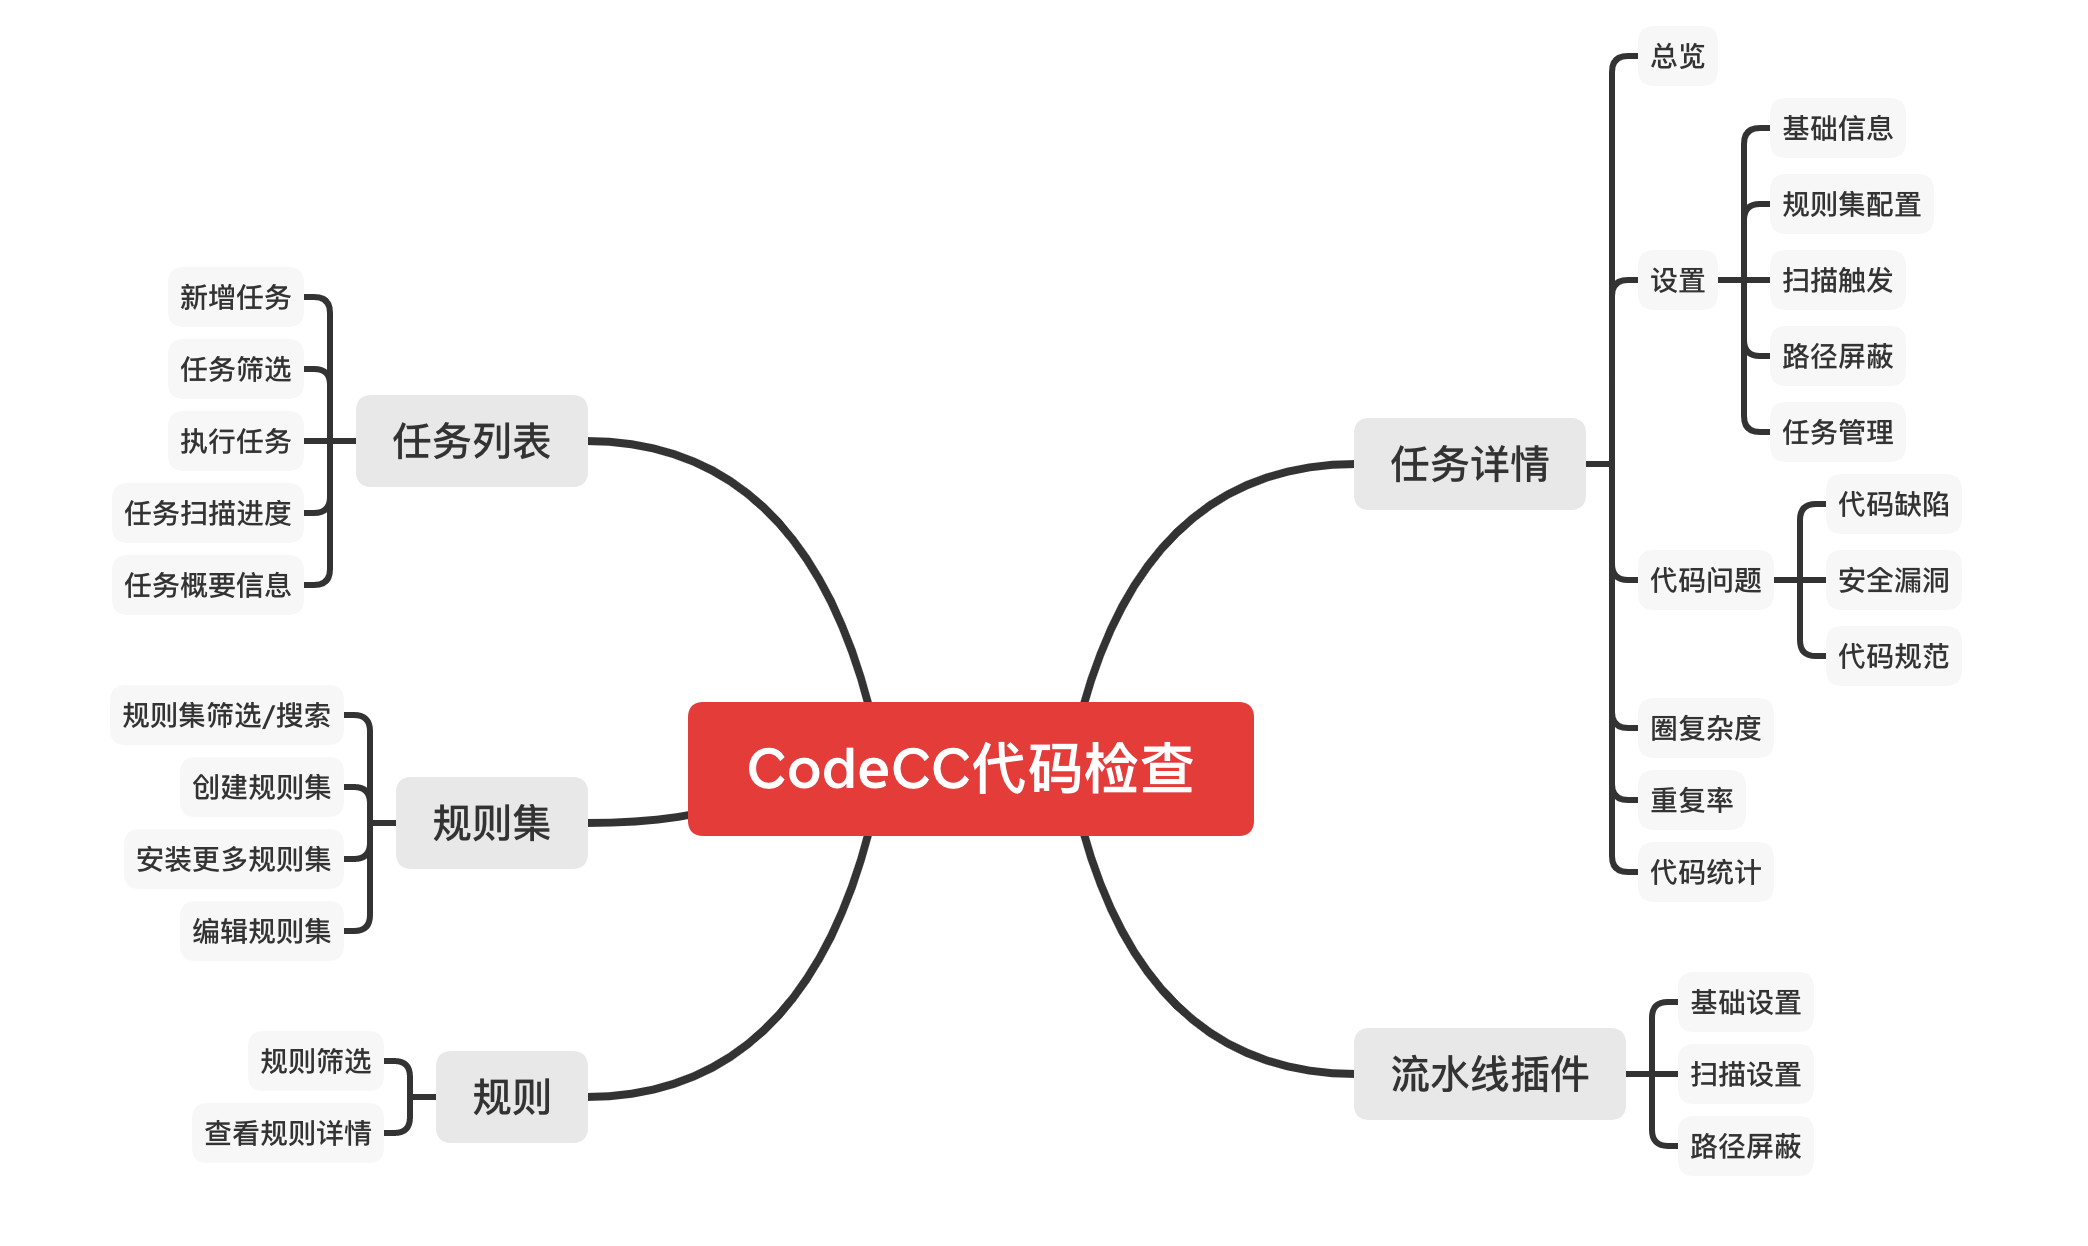 CodeCC代码检查
任务列表
新增任务
任务筛选
执行任务
任务扫描进度
任务概要信息
规则集
规则集筛选/搜索
创建规则集
安装更多规则集
编辑规则集
规则
规则筛选
查看规则详情
任务详情
总览
设置
基础信息
规则集配置
扫描触发
路径屏蔽
任务管理
代码问题
代码缺陷
安全漏洞
代码规范
圈复杂度
重复率
代码统计
流水线插件
基础设置
扫描设置
路径屏蔽